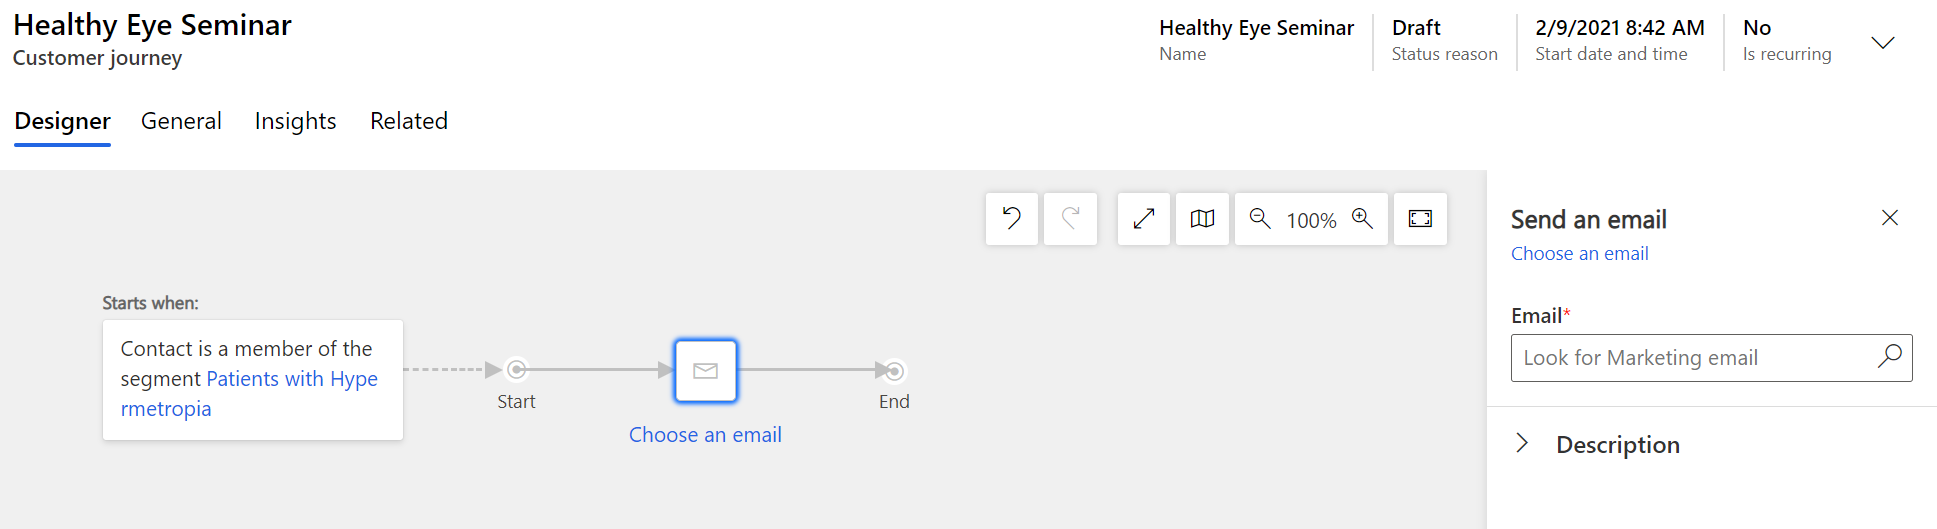 Healthy Eye Seminar
Customer journey
Healthy Eye Seminar
Name
Draft
Status reason
2/9/2021 8:42 AM
Start date and time
No
Is recurring
Designer
General
Insights
Related
100%
Send an email
Choose an email
Email*
Look for Marketing email
Description
Starts when:
Contact is a member of the
segment Patients with Hype
rmetropia
Start
Choose an email
End